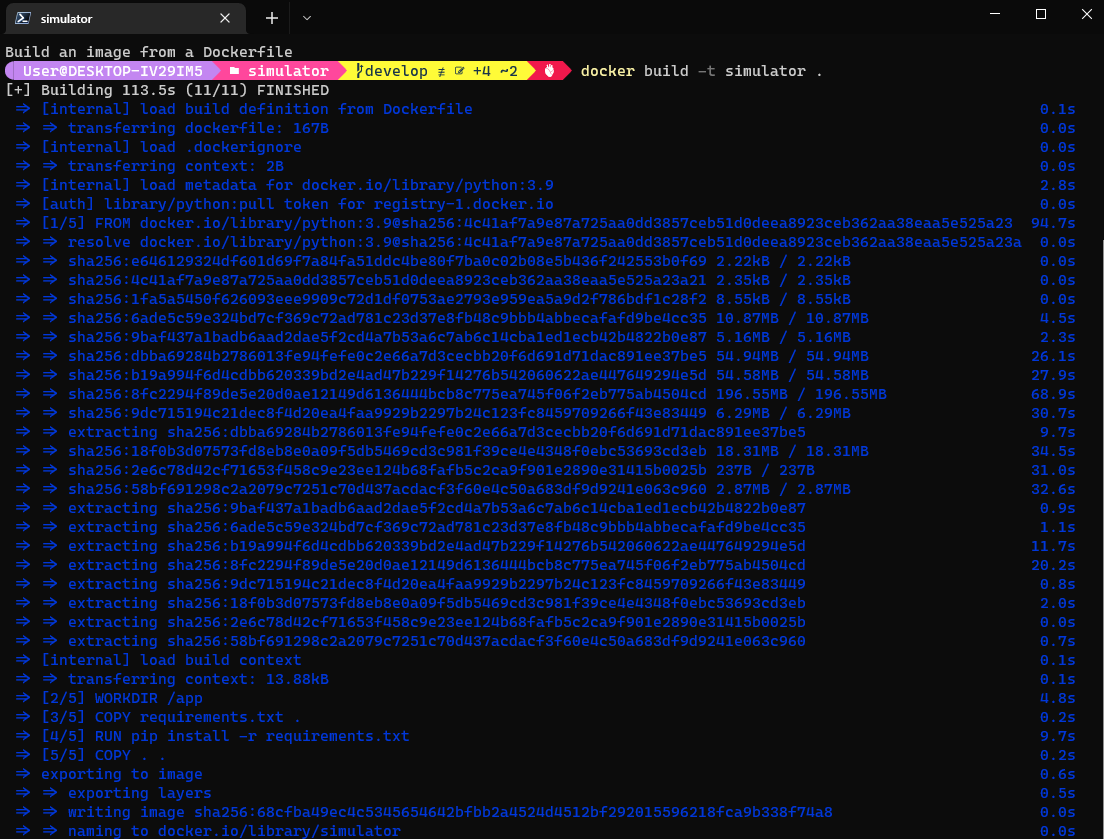 simulator
Build an image from a Dockerfile
User@DESKTOP-IV29IM5 simulator develop ≢ +4 ~2 docker build -t simulator .
[+] Building 113.5s (11/11) FINISHED
=> [internal] load build definition from Dockerfile 0.1s
=> => transferring dockerfile: 167B 0.0s
=> [internal] load .dockerignore 0.0s
=> => transferring context: 2B 0.0s
=> [internal] load metadata for docker.io/library/python:3.9 2.8s
=> [auth] library/python:pull token for registry-1.docker.io 0.0s
=> [1/5] FROM docker.io/library/python:3.9@sha256:4c41af7a9e87a725aa0dd3857ceb51d0deea8923ceb362aa38eaa5e525a23 94.7s
=> => resolve docker.io/library/python:3.9@sha256:4c41af7a9e87a725aa0dd3857ceb51d0deea8923ceb362aa38eaa5e525a23a 0.0s
=> => sha256:e646129324df601d69f7a84fa51ddc4be80f7ba0c02b08e5b436f242553b0f69 2.22kB / 2.22kB 0.0s
=> => sha256:4c41af7a9e87a725aa0dd3857ceb51d0deea8923ceb362aa38eaa5e525a23a21 2.35kB / 2.35kB 0.0s
=> => sha256:1fa5a5450f626093eee9909c72d1df0753ae2793e959ea5a9d2f786bdf1c28f2 8.55kB / 8.55kB 0.0s
=> => sha256:6ade5c59e324bd7cf369c72ad781c23d37e8fb48c9bbb4abbecafafd9be4cc35 10.87MB / 10.87MB 4.5s
=> => sha256:9baf437a1badb6aad2dae5f2cd4a7b53a6c7ab6c14cba1ed1ecb42b4822b0e87 5.16MB / 5.16MB 2.3s
=> => sha256:dbba69284b2786013fe94fefe0c2e66a7d3cecbb20f6d691d71dac891ee37be5 54.94MB / 54.94MB 26.1s
=> => sha256:b19a994f6d4cdbb620339bd2e4ad47b229f14276b542060622ae447649294e5d 54.58MB / 54.58MB 27.9s
=> => sha256:8fc2294f89de5e20d0ae12149d6136444bcb8c775ea745f06f2eb775ab4504cd 196.55MB / 196.55MB 68.9s
=> => sha256:9dc715194c21dec8f4d20ea4faa9929b2297b24c123fc8459709266f43e83449 6.29MB / 6.29MB 30.7s
=> => extracting sha256:dbba69284b2786013fe94fefe0c2e66a7d3cecbb20f6d691d71dac891ee37be5 9.7s
=> => sha256:18f0b3d07573fd8eb8e0a09f5db5469cd3c981f39ce4e4348f0ebc53693cd3eb 18.31MB / 18.31MB 34.5s
=> => sha256:2e6c78d42cf71653f458c9e23ee124b68fafb5c2ca9f901e2890e31415b0025b 237B / 237B 31.0s
=> => sha256:58bf691298c2a2079c7251c70d437acdacf3f60e4c50a683df9d9241e063c960 2.87MB / 2.87MB 32.6s
=> => extracting sha256:9baf437a1badb6aad2dae5f2cd4a7b53a6c7ab6c14cba1ed1ecb42b4822b0e87 0.9s
=> => extracting sha256:6ade5c59e324bd7cf369c72ad781c23d37e8fb48c9bbb4abbecafafd9be4cc35 1.1s
=> => extracting sha256:b19a994f6d4cdbb620339bd2e4ad47b229f14276b542060622ae447649294e5d 11.7s
=> => extracting sha256:8fc2294f89de5e20d0ae12149d6136444bcb8c775ea745f06f2eb775ab4504cd 20.2s
=> => extracting sha256:9dc715194c21dec8f4d20ea4faa9929b2297b24c123fc8459709266f43e83449 0.8s
=> => extracting sha256:18f0b3d07573fd8eb8e0a09f5db5469cd3c981f39ce4e4348f0ebc53693cd3eb 2.0s
=> => extracting sha256:2e6c78d42cf71653f458c9e23ee124b68fafb5c2ca9f901e2890e31415b0025b 0.0s
=> => extracting sha256:58bf691298c2a2079c7251c70d437acdacf3f60e4c50a683df9d9241e063c960 0.7s
=> [internal] load build context 0.1s
=> => transferring context: 13.88kB 0.1s
=> [2/5] WORKDIR /app 4.8s
=> [3/5] COPY requirements.txt . 0.2s
=> [4/5] RUN pip install -r requirements.txt 9.7s
=> [5/5] COPY . . 0.2s
=> exporting to image 0.6s
=> => exporting layers 0.5s
=> => writing image sha256:68cfba49ec4c5345654642bfbb2a4524d4512bf292015596218fca9b338f74a8 0.0s
=> => naming to docker.io/library/simulator 0.0s